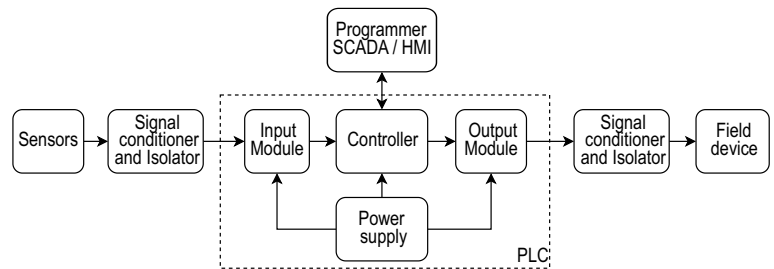 Programmer
SCADA / HMI
Sensors
Signal
conditioner
and Isolator
Input
Module
Controller
Output
Module
Signal
conditioner
and Isolator
Field
device
Power
supply
PLC